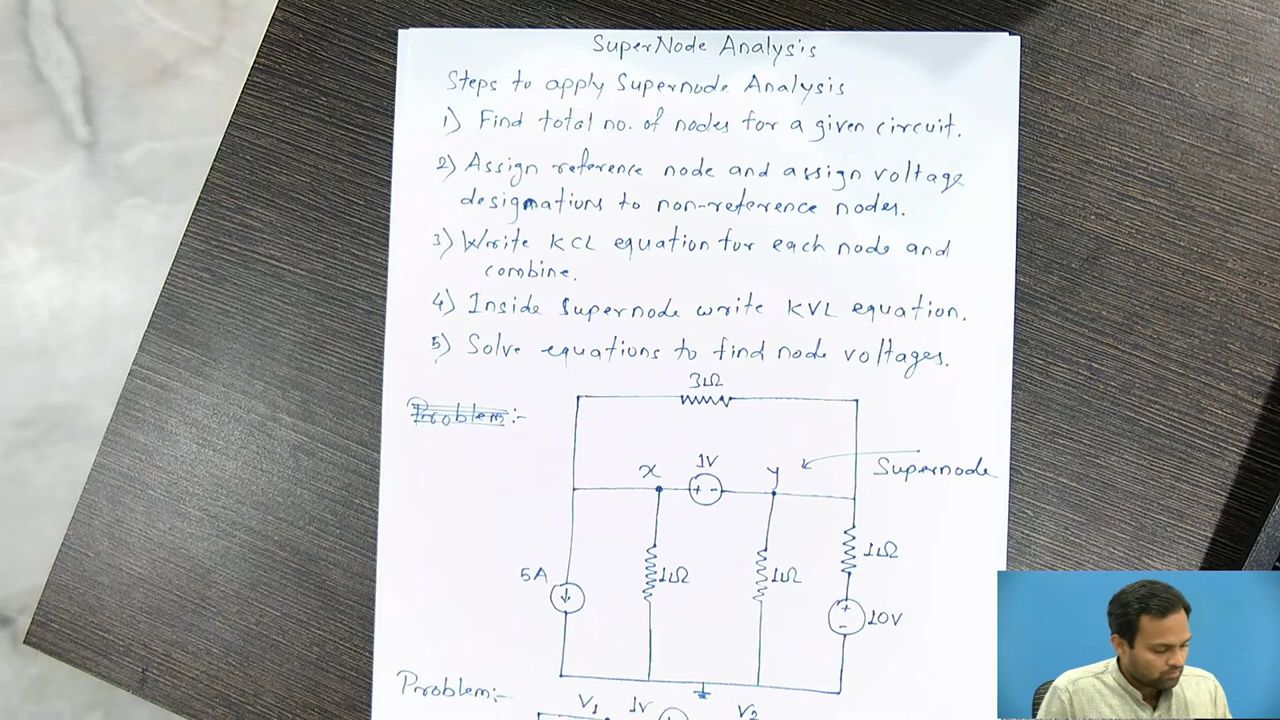 SuperNode Analysis
Steps to apply Supernode Analysis
1) Find total no. of nodes for a given circuit.
2) Assign reference node and assign voltage
designations to non-reference nodes.
3) Write KCL equation for each node and
combine.
4) Inside Supernode write KVL equation.
5) Solve equations to find node voltages.
3Ω
Problem:-
1V
x
y
Supernode
+ -
1Ω
5A
1Ω
1Ω
+
-
10V
Problem:-
V1 1V V2